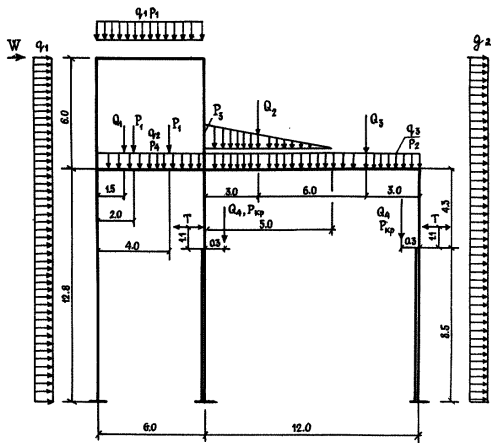 q1 P1
W q1
g2
6.0
Q1 P1 q2 P4 P1
P3 Q2
Q3
q3
P2
1.5
2.0
4.0
3.0 6.0 3.0
5.0
T 1.1
Q4, Pкр
0.3
Q4
Pкр
0.3
T 1.1
4.3
12.8
8.5
6.0 12.0